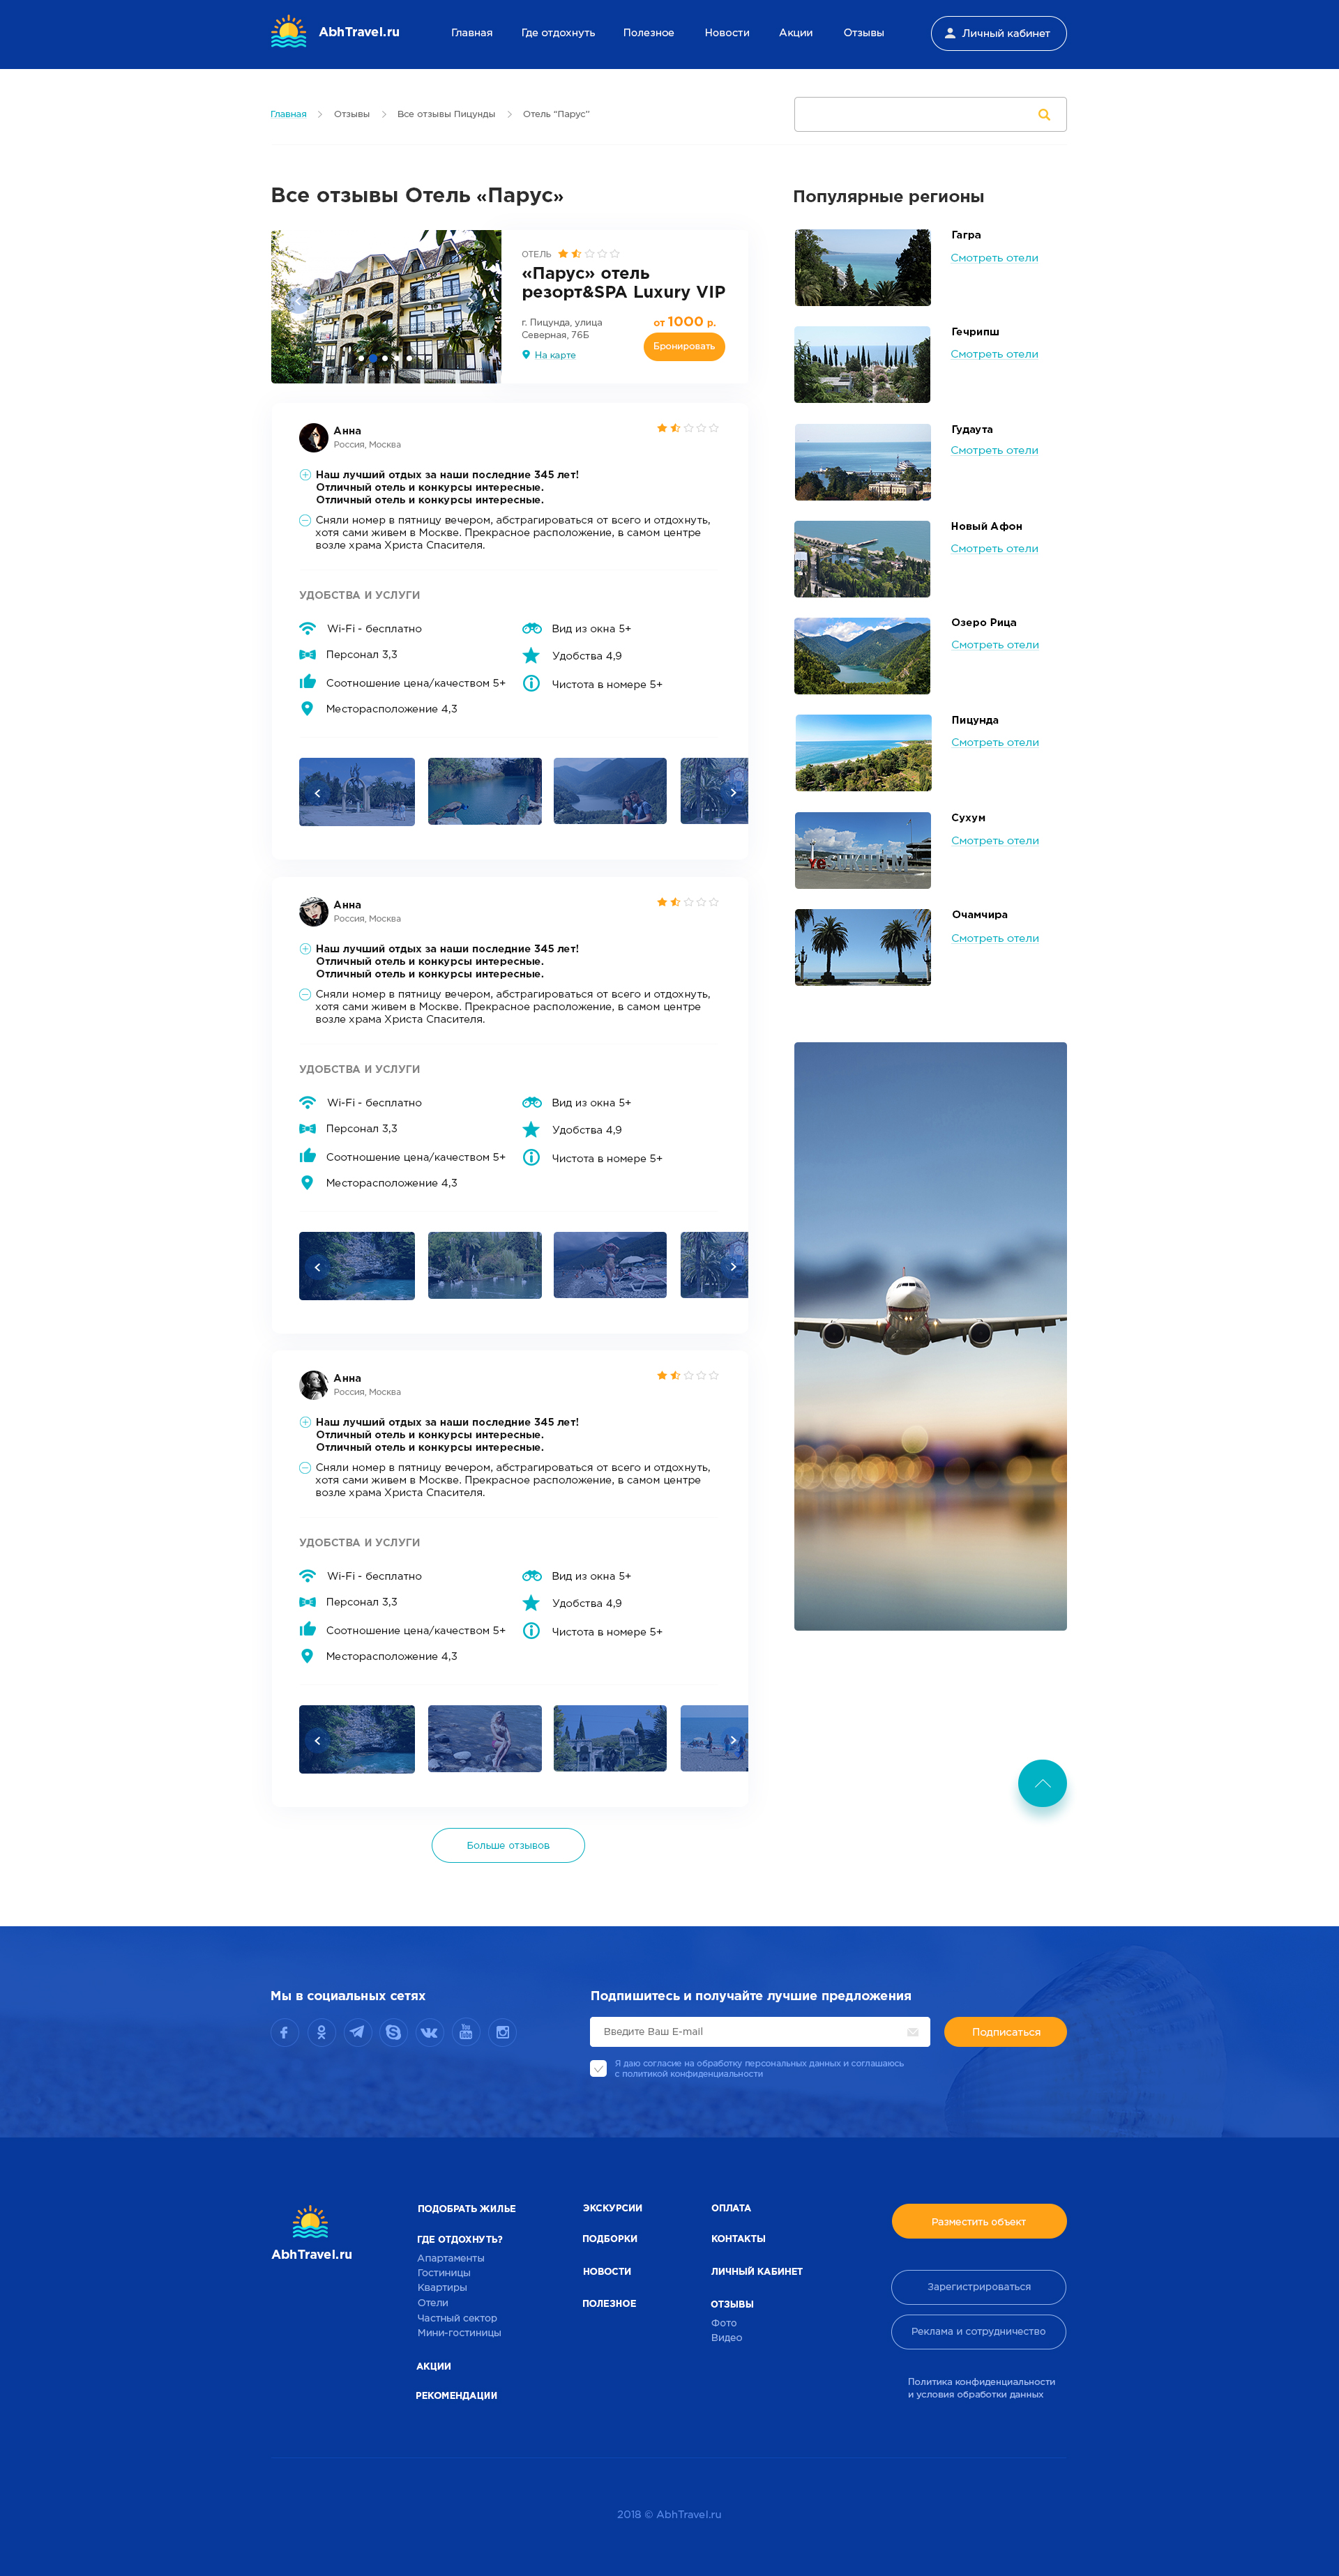 AbhTravel.ru
Главная
Где отдохнуть
Полезное
Новости
Акции
Отзывы
Личный кабинет
Главная
Отзывы
Все отзывы Пицунды
Отель "Парус"
Все отзывы Отель «Парус»
ОТЕЛЬ
«Парус» отель
резорт&SPA Luxury VIP
г. Пицунда, улица
Северная, 76Б
На карте
от 1000 р.
Бронировать
Анна
Россия, Москва
Наш лучший отдых за наши последние 345 лет!
Отличный отель и конкурсы интересные.
Отличный отель и конкурсы интересные.
Сняли номер в пятницу вечером, абстрагироваться от всего и отдохнуть,
хотя сами живем в Москве. Прекрасное расположение, в самом центре
возле храма Христа Спасителя.
УДОБСТВА И УСЛУГИ
Wi-Fi - бесплатно
Персонал 3,3
Соотношение цена/качеством 5+
Месторасположение 4,3
Вид из окна 5+
Удобства 4,9
Чистота в номере 5+
Анна
Россия, Москва
Наш лучший отдых за наши последние 345 лет!
Отличный отель и конкурсы интересные.
Отличный отель и конкурсы интересные.
Сняли номер в пятницу вечером, абстрагироваться от всего и отдохнуть,
хотя сами живем в Москве. Прекрасное расположение, в самом центре
возле храма Христа Спасителя.
УДОБСТВА И УСЛУГИ
Wi-Fi - бесплатно
Персонал 3,3
Соотношение цена/качеством 5+
Месторасположение 4,3
Вид из окна 5+
Удобства 4,9
Чистота в номере 5+
Анна
Россия, Москва
Наш лучший отдых за наши последние 345 лет!
Отличный отель и конкурсы интересные.
Отличный отель и конкурсы интересные.
Сняли номер в пятницу вечером, абстрагироваться от всего и отдохнуть,
хотя сами живем в Москве. Прекрасное расположение, в самом центре
возле храма Христа Спасителя.
УДОБСТВА И УСЛУГИ
Wi-Fi - бесплатно
Персонал 3,3
Соотношение цена/качеством 5+
Месторасположение 4,3
Вид из окна 5+
Удобства 4,9
Чистота в номере 5+
Больше отзывов
Популярные регионы
Гагра
Смотреть отели
Гечрипш
Смотреть отели
Гудаута
Смотреть отели
Новый Афон
Смотреть отели
Озеро Рица
Смотреть отели
Пицунда
Смотреть отели
Сухум
Смотреть отели
Очамчира
Смотреть отели
Мы в социальных сетях
Подпишитесь и получайте лучшие предложения
Введите Ваш E-mail
Подписаться
Я даю согласие на обработку персональных данных и соглашаюсь
с политикой конфиденциальности
AbhTravel.ru
ПОДОБРАТЬ ЖИЛЬЕ
ГДЕ ОТДОХНУТЬ?
Апартаменты
Гостиницы
Квартиры
Отели
Частный сектор
Мини-гостиницы
АКЦИИ
РЕКОМЕНДАЦИИ
ЭКСКУРСИИ
ПОДБОРКИ
НОВОСТИ
ПОЛЕЗНОЕ
ОПЛАТА
КОНТАКТЫ
ЛИЧНЫЙ КАБИНЕТ
ОТЗЫВЫ
Фото
Видео
Разместить объект
Зарегистрироваться
Реклама и сотрудничество
Политика конфиденциальности
и условия обработки данных
2018 © AbhTravel.ru